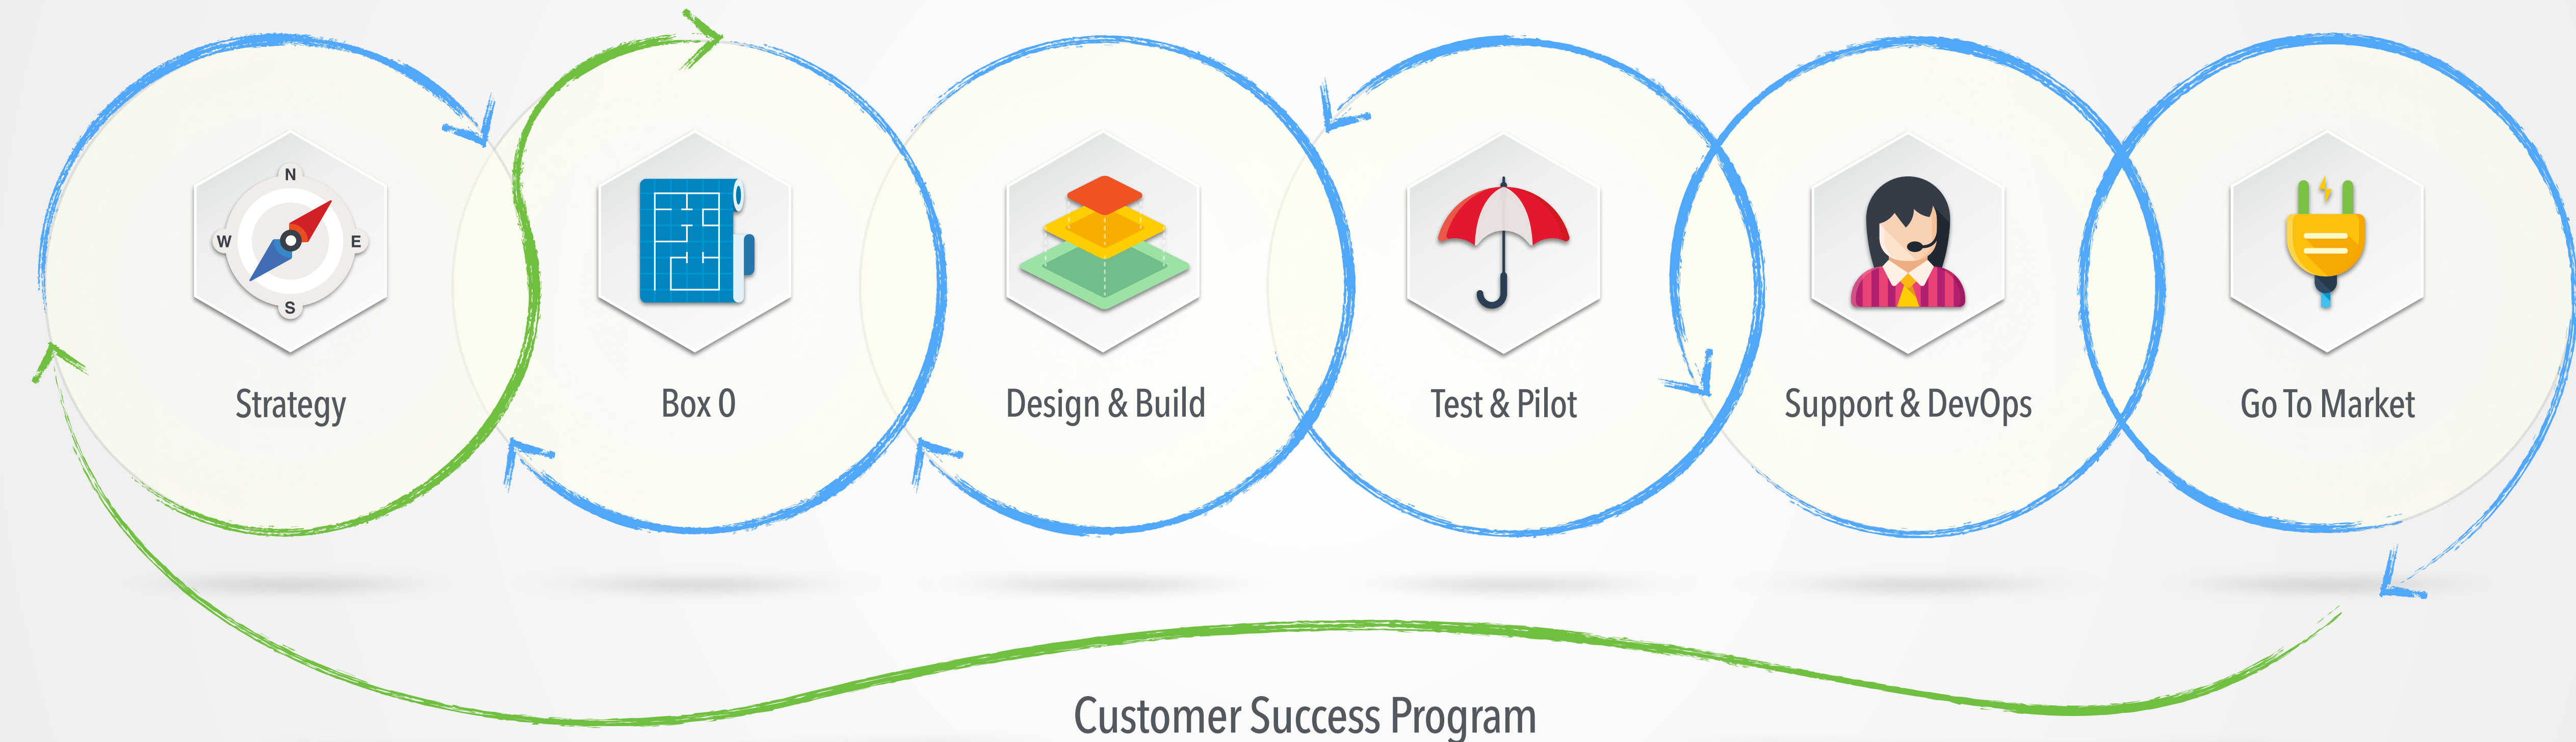 N
W
E
S
Strategy
Box 0
Design & Build
Test & Pilot
Support & DevOps
Go To Market
Customer Success Program